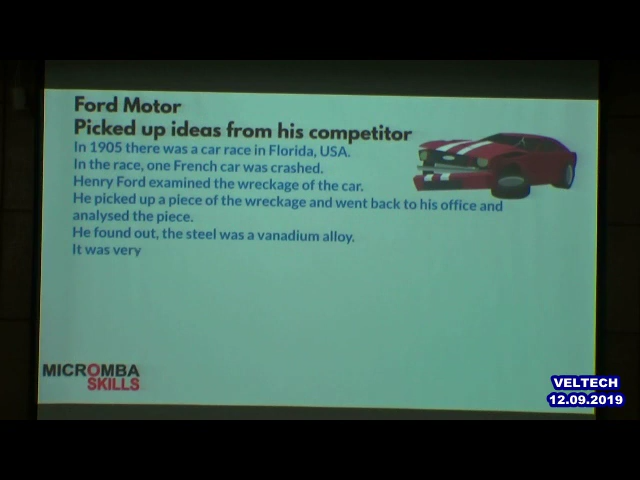 Ford Motor
Picked up ideas from his competitor
In 1905 there was a car race in Florida, USA.
In the race, one French car was crashed.
Henry Ford examined the wreckage of the car.
He picked up a piece of the wreckage and went back to his office and
analysed the piece.
He found out, the steel was a vanadium alloy.
It was very
MICROMBA
SKILLS
VELTECH
12.09.2019